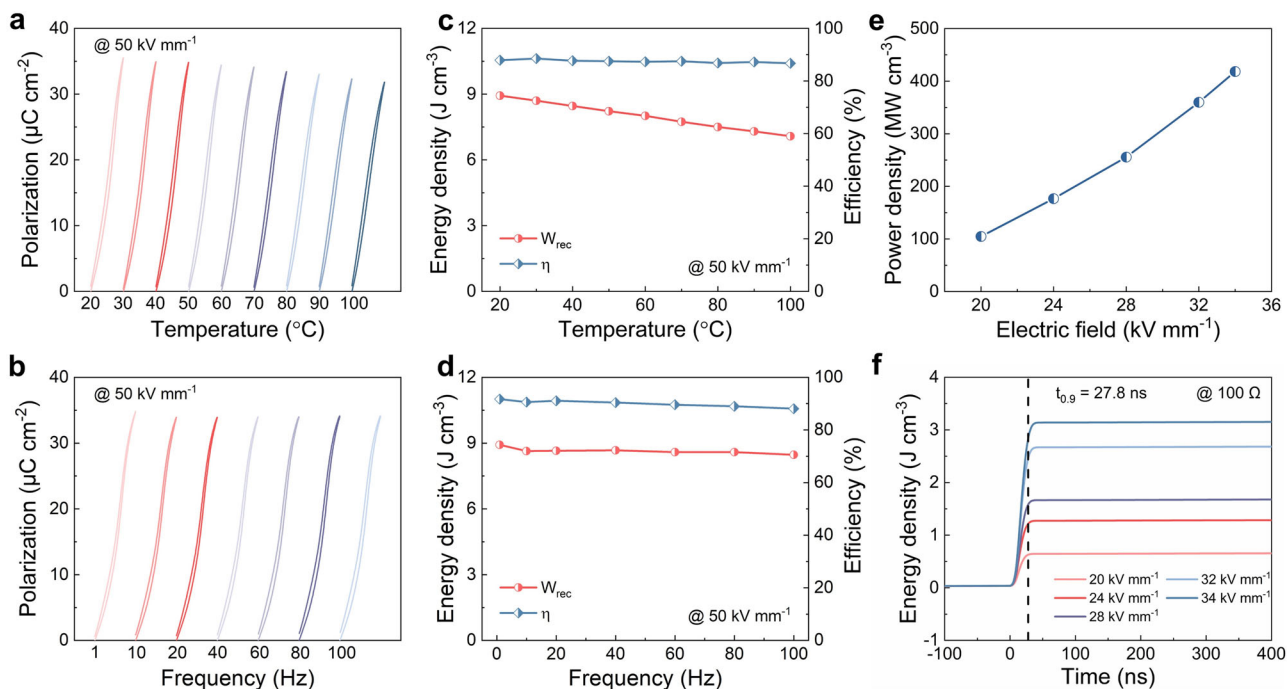 a
@ 50 kV mm⁻¹
Polarization (μC cm⁻²)
40
30
20
10
0
20 30 40 50 60 70 80 90 100
Temperature (°C)
c
Energy density (J cm⁻³)
12
9
6
3
0
100
80
60
40
20
0
Efficiency (%)
W_rec
η
@ 50 kV mm⁻¹
20 40 60 80 100
Temperature (°C)
e
Power density (MW cm⁻³)
500
450
400
350
300
250
200
150
100
50
0
20 24 28 32 36
Electric field (kV mm⁻¹)
b
@ 50 kV mm⁻¹
Polarization (μC cm⁻²)
40
30
20
10
0
1 10 20 40 60 80 100
Frequency (Hz)
d
Energy density (J cm⁻³)
12
9
6
3
0
100
80
60
40
20
0
Efficiency (%)
W_rec
η
@ 50 kV mm⁻¹
0 20 40 60 80 100
Frequency (Hz)
f
t₀.₉ = 27.8 ns
@ 100 Ω
Energy density (J cm⁻³)
4
3
2
1
0
-1
20 kV mm⁻¹
24 kV mm⁻¹
28 kV mm⁻¹
32 kV mm⁻¹
34 kV mm⁻¹
-100 0 100 200 300 400
Time (ns)